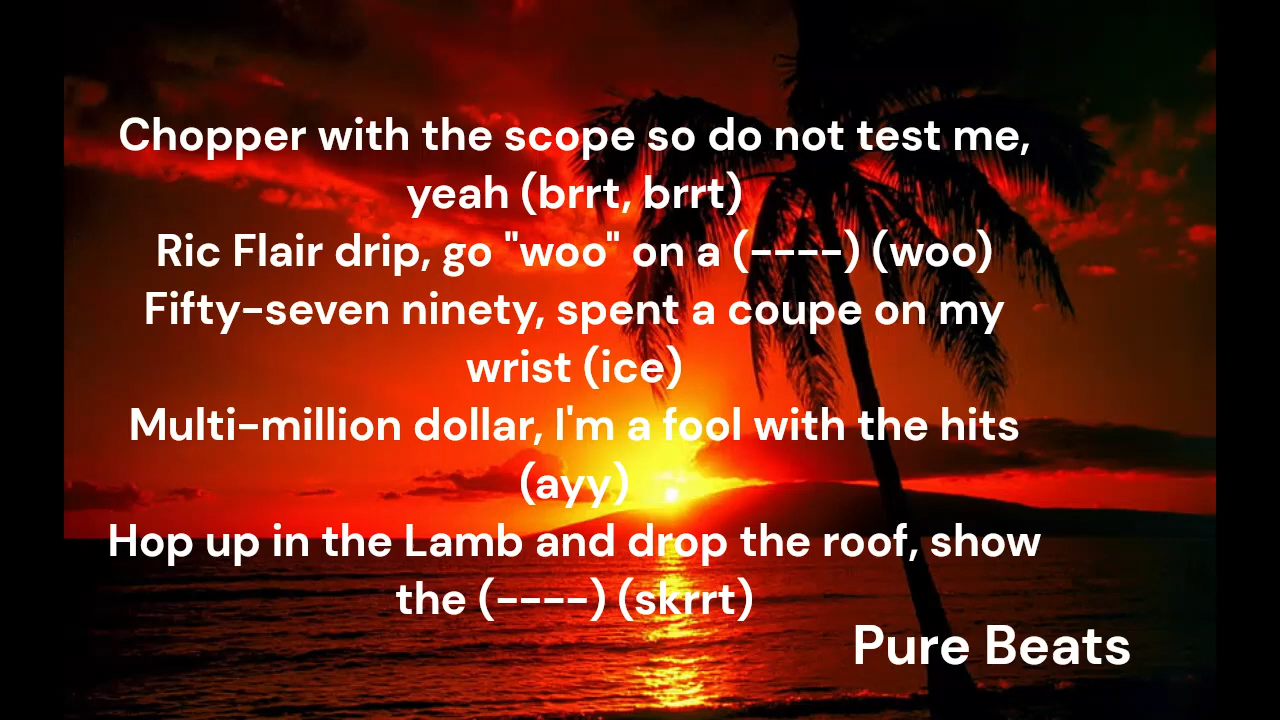 Chopper with the scope so do not test me,
yeah (brrt, brrt)
Ric Flair drip, go "woo" on a (----) (woo)
Fifty-seven ninety, spent a coupe on my
wrist (ice)
Multi-million dollar, I'm a fool with the hits
(ayy)
Hop up in the Lamb and drop the roof, show
the (----) (skrrt)
Pure Beats